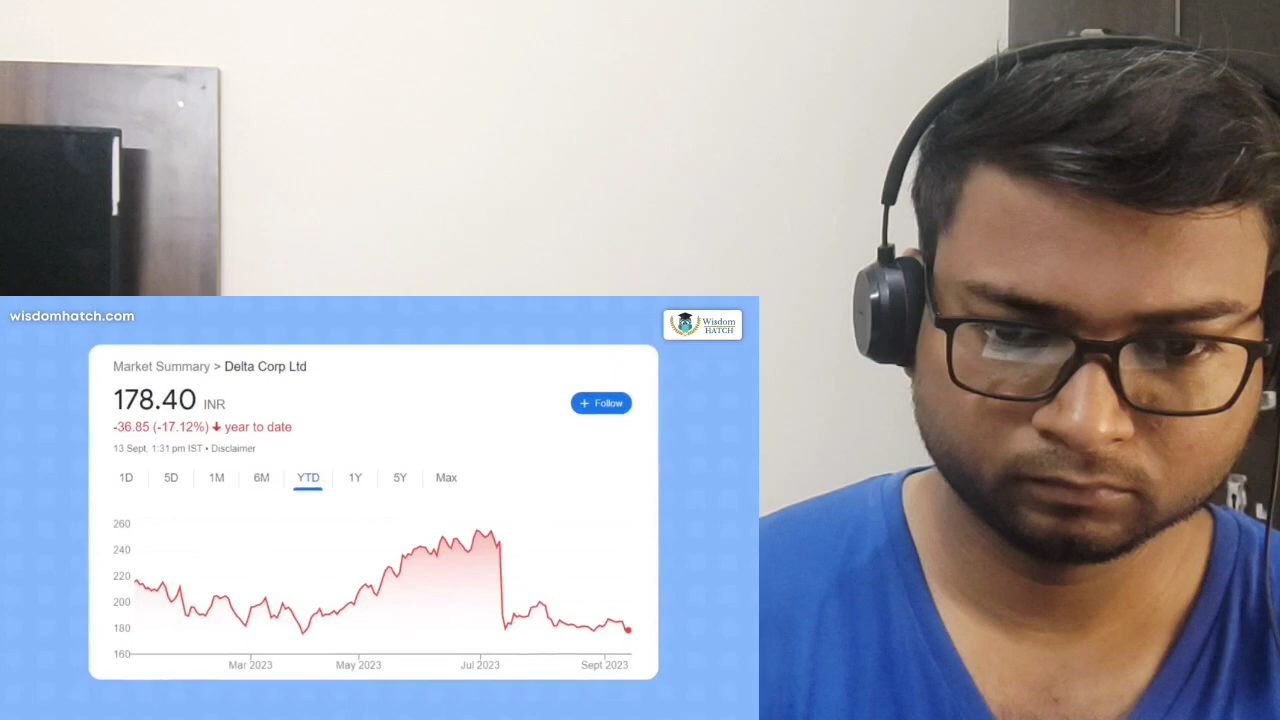 wisdomhatch.com
Wisdom
HATCH
Market Summary > Delta Corp Ltd
178.40 INR
+ Follow
-36.85 (-17.12%) ↓ year to date
13 Sept, 1:31 pm IST • Disclaimer
1D 5D 1M 6M YTD 1Y 5Y Max
260
240
220
200
180
160
Mar 2023 May 2023 Jul 2023 Sept 2023